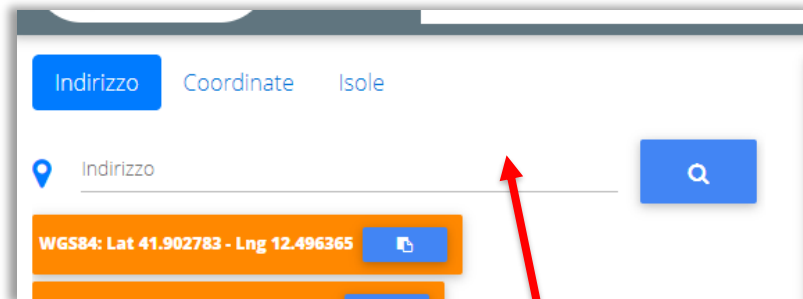 Indirizzo Coordinate Isole
Indirizzo
WGS84: Lat 41.902783 - Lng 12.496365